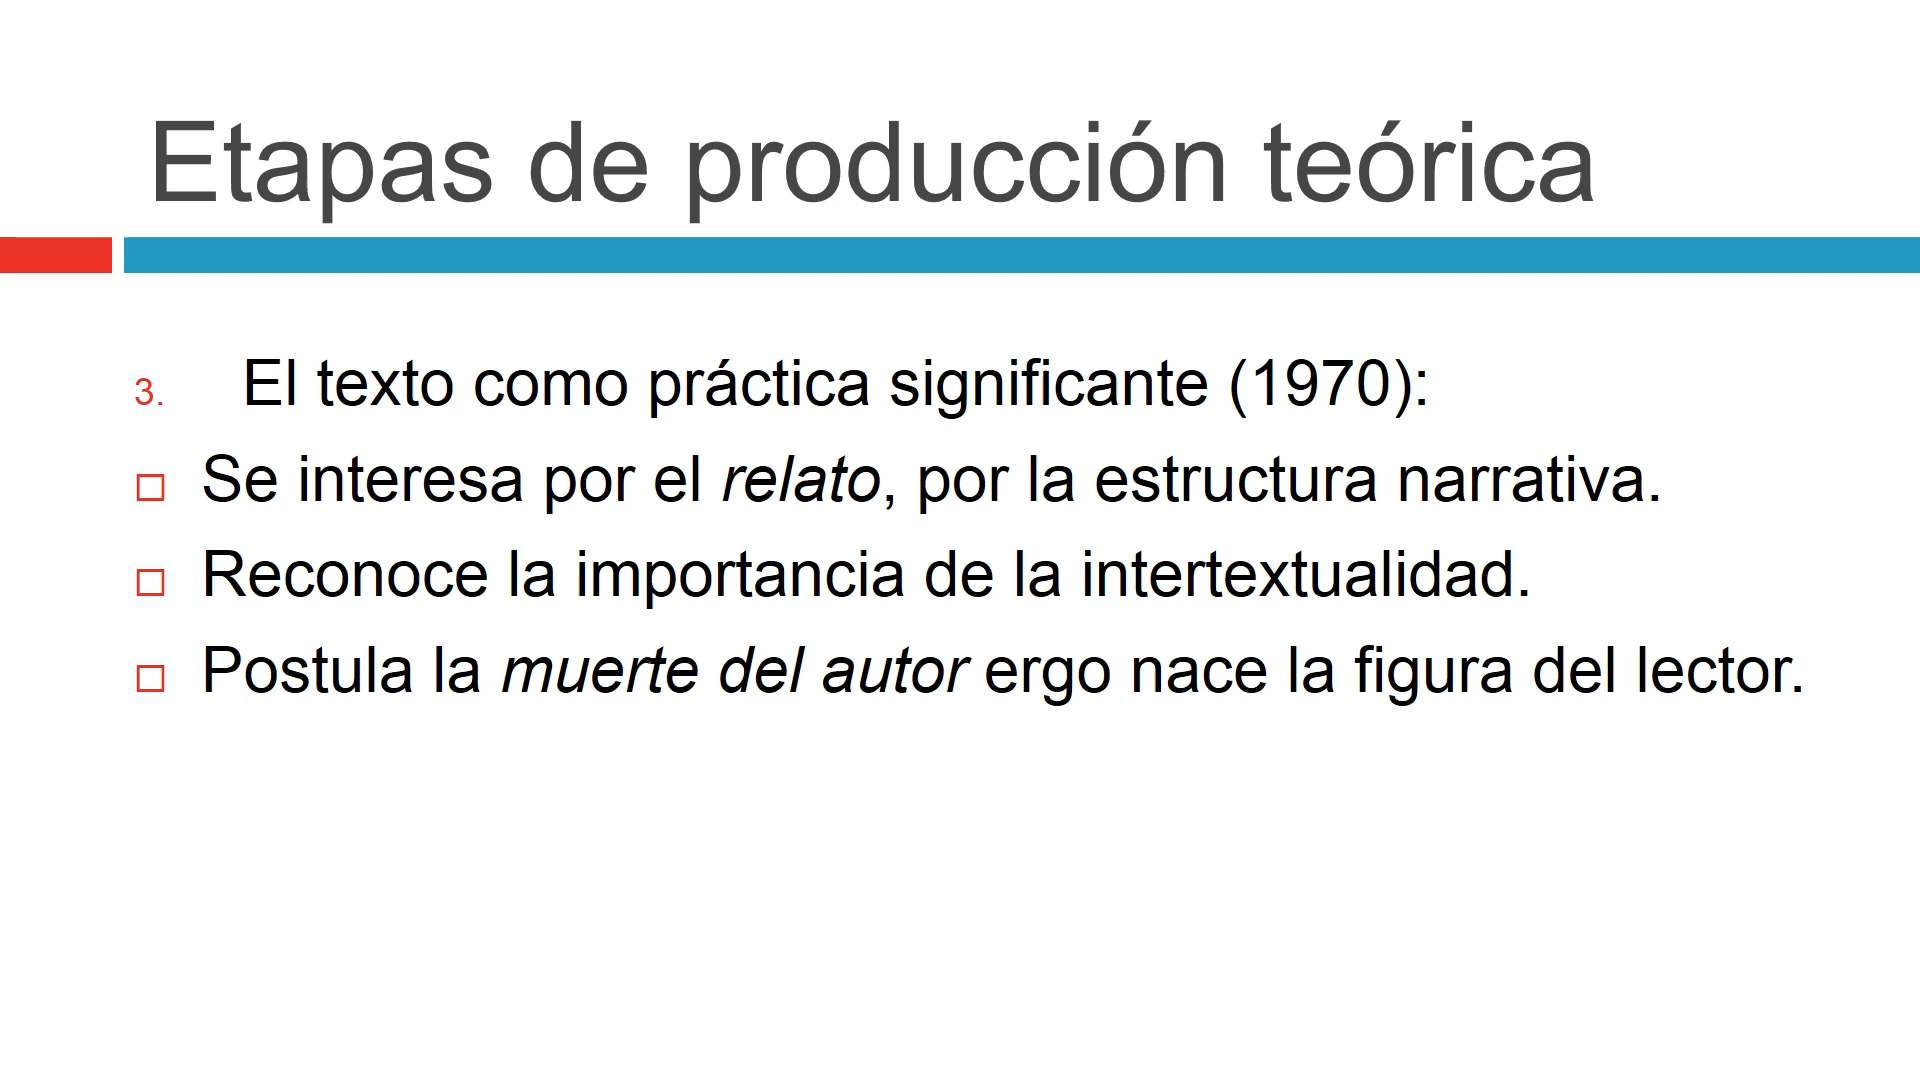 Etapas de producción teórica
3. El texto como práctica significante (1970):
Se interesa por el relato, por la estructura narrativa.
Reconoce la importancia de la intertextualidad.
Postula la muerte del autor ergo nace la figura del lector.